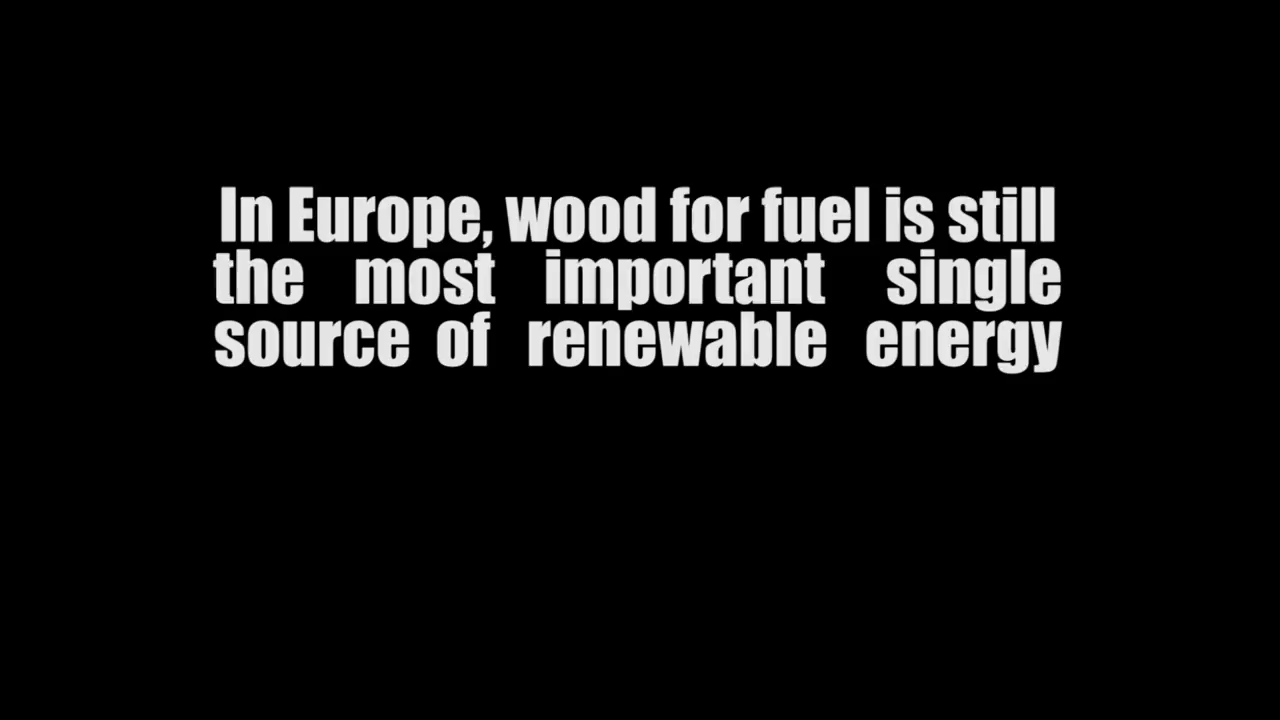 In Europe, wood for fuel is still
the most important single
source of renewable energy